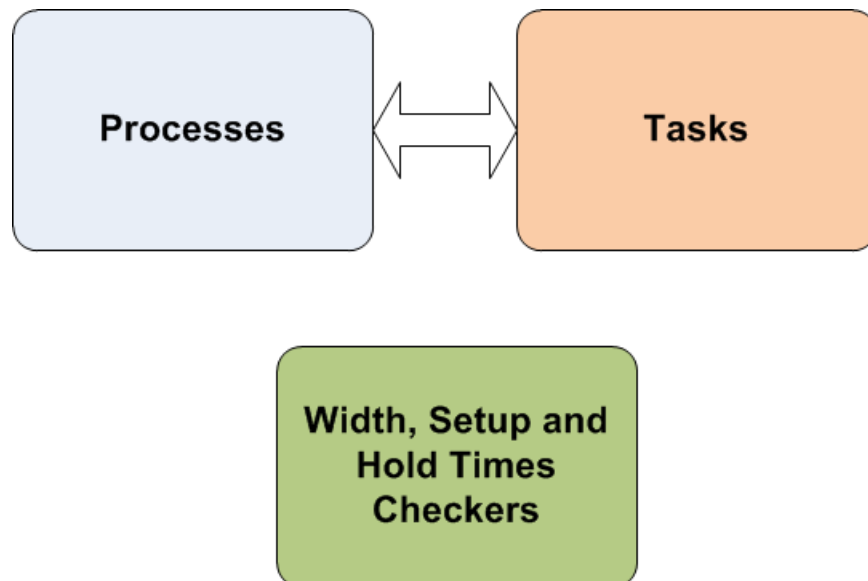 Processes
Tasks
Width, Setup and
Hold Times
Checkers